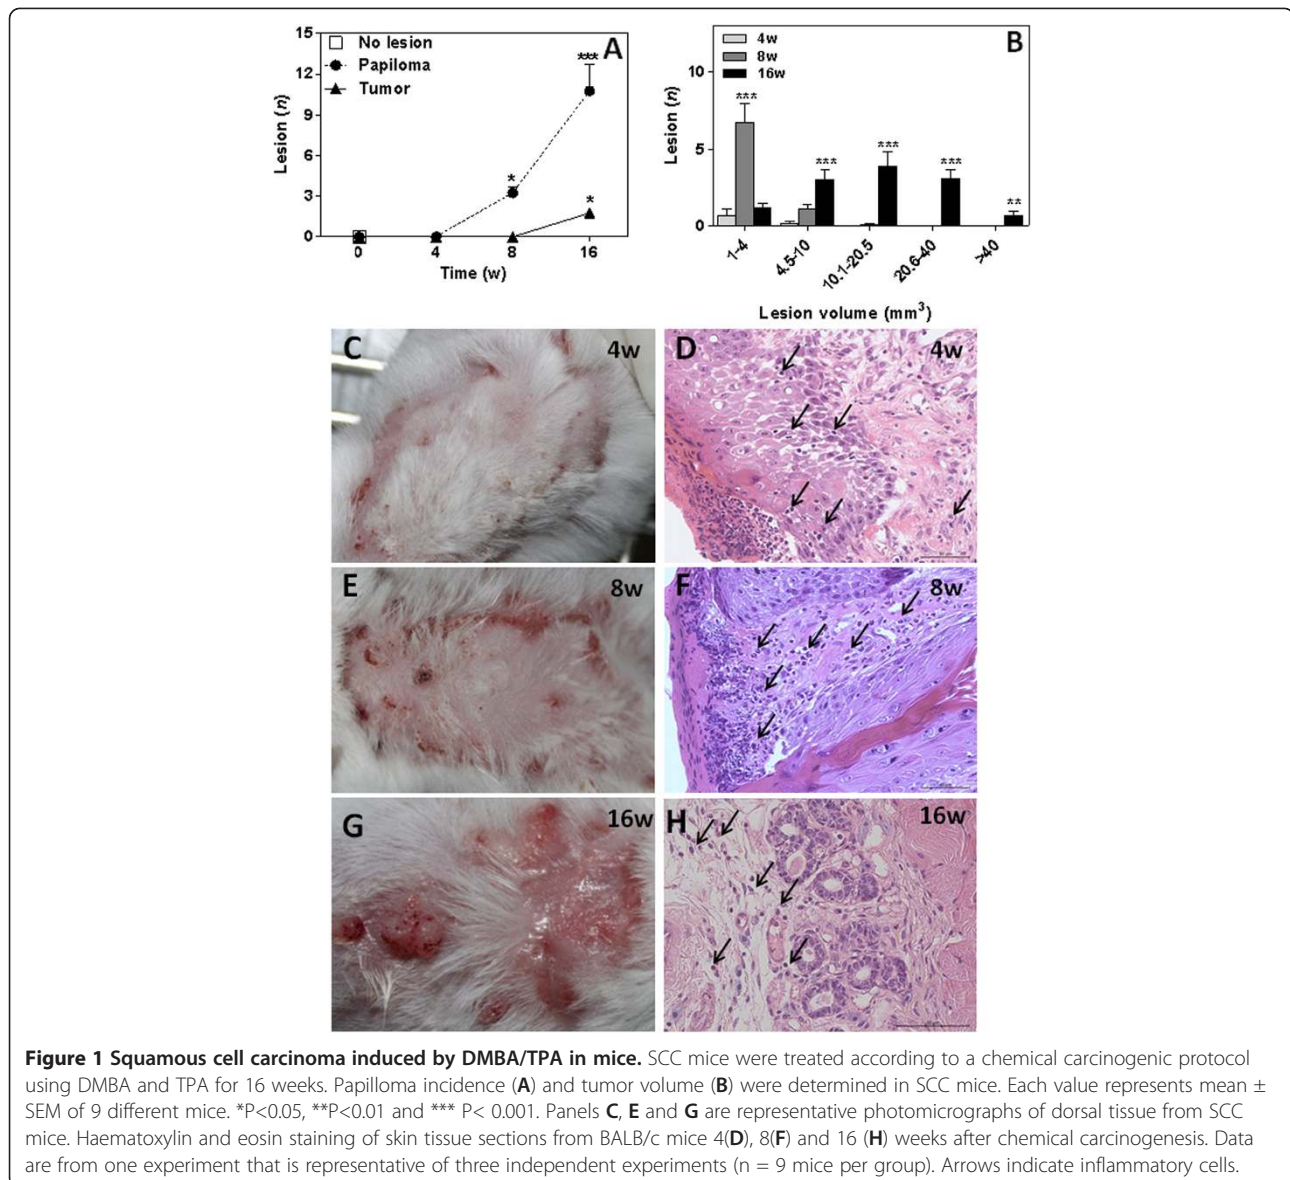 A
15
12
9
6
3
0
Lesion (n)
No lesion
Papiloma
Tumor
***
*
*
0
4
8
16
Time (w)
B
10
5
0
Lesion (n)
4w
8w
16w
***
***
***
***
**
1-4
4.5-10
10.1-20.5
20.6-40
>40
Lesion volume (mm³)
C
4w
D
4w
E
8w
F
8w
G
16w
H
16w
Figure 1 Squamous cell carcinoma induced by DMBA/TPA in mice. SCC mice were treated according to a chemical carcinogenic protocol
using DMBA and TPA for 16 weeks. Papilloma incidence (A) and tumor volume (B) were determined in SCC mice. Each value represents mean ±
SEM of 9 different mice. *P<0.05, **P<0.01 and *** P< 0.001. Panels C, E and G are representative photomicrographs of dorsal tissue from SCC
mice. Haematoxylin and eosin staining of skin tissue sections from BALB/c mice 4(D), 8(F) and 16 (H) weeks after chemical carcinogenesis. Data
are from one experiment that is representative of three independent experiments (n = 9 mice per group). Arrows indicate inflammatory cells.